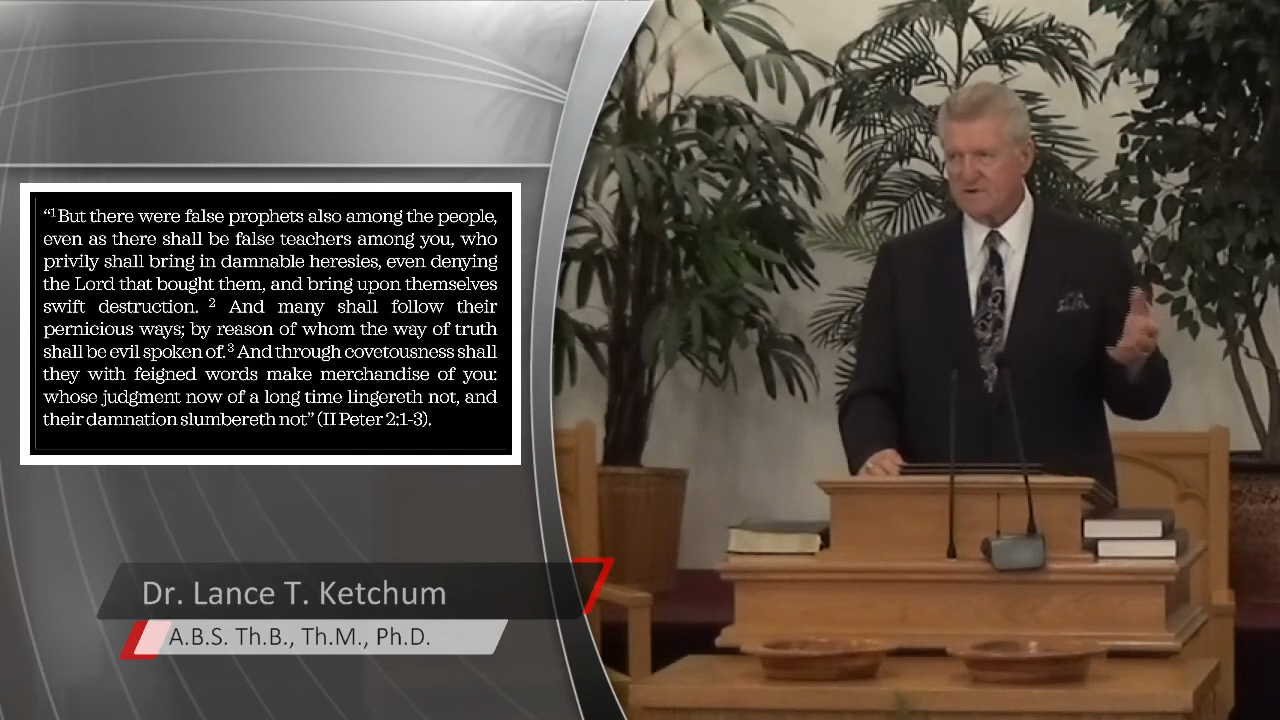 “¹ But there were false prophets also among the people,
even as there shall be false teachers among you, who
privily shall bring in damnable heresies, even denying
the Lord that bought them, and bring upon themselves
swift destruction. ² And many shall follow their
pernicious ways; by reason of whom the way of truth
shall be evil spoken of. ³ And through covetousness shall
they with feigned words make merchandise of you:
whose judgment now of a long time lingereth not, and
their damnation slumbereth not” (II Peter 2:1-3).
Dr. Lance T. Ketchum
A.B.S. Th.B., Th.M., Ph.D.